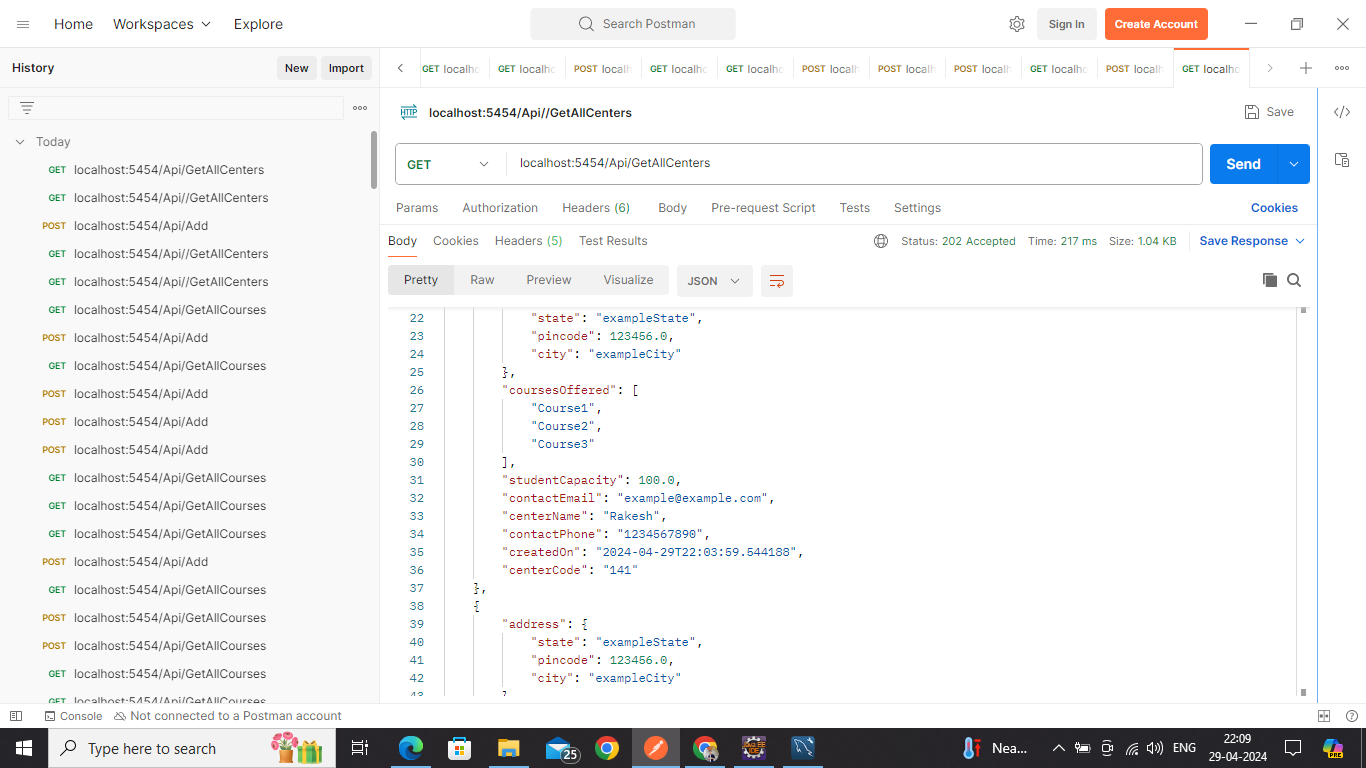 Home Workspaces Explore
Search Postman
Sign In
Create Account
History
New Import
GET localho
GET localho
POST localh
GET localho
GET localho
POST localh
POST localh
POST localh
GET localho
POST localh
GET localho
HTTP localhost:5454/Api//GetAllCenters
Save
Today
GET localhost:5454/Api/GetAllCenters
GET localhost:5454/Api//GetAllCenters
POST localhost:5454/Api/Add
GET localhost:5454/Api//GetAllCenters
GET localhost:5454/Api//GetAllCenters
GET localhost:5454/Api/GetAllCourses
POST localhost:5454/Api/Add
GET localhost:5454/Api/GetAllCourses
POST localhost:5454/Api/Add
POST localhost:5454/Api/Add
POST localhost:5454/Api/Add
GET localhost:5454/Api/GetAllCourses
GET localhost:5454/Api/GetAllCourses
GET localhost:5454/Api/GetAllCourses
POST localhost:5454/Api/Add
GET localhost:5454/Api/GetAllCourses
POST localhost:5454/Api/GetAllCourses
POST localhost:5454/Api/GetAllCourses
GET localhost:5454/Api/GetAllCourses
GET localhost:5454/Api/GetAllCourses
GET localhost:5454/Api/GetAllCenters
Send
Params Authorization Headers (6) Body Pre-request Script Tests Settings
Cookies
Body Cookies Headers (5) Test Results
Status: 202 Accepted Time: 217 ms Size: 1.04 KB
Save Response
Pretty Raw Preview Visualize
JSON
22 "state": "exampleState",
23 "pincode": 123456.0,
24 "city": "exampleCity"
25 },
26 "coursesOffered": [
27 "Course1",
28 "Course2",
29 "Course3"
30 ],
31 "studentCapacity": 100.0,
32 "contactEmail": "example@example.com",
33 "centerName": "Rakesh",
34 "contactPhone": "1234567890",
35 "createdOn": "2024-04-29T22:03:59.544188",
36 "centerCode": "141"
37 },
38 {
39 "address": {
40 "state": "exampleState",
41 "pincode": 123456.0,
42 "city": "exampleCity"
43
Console Not connected to a Postman account
Type here to search
25
Nea...
ENG
22:09
29-04-2024
PRE